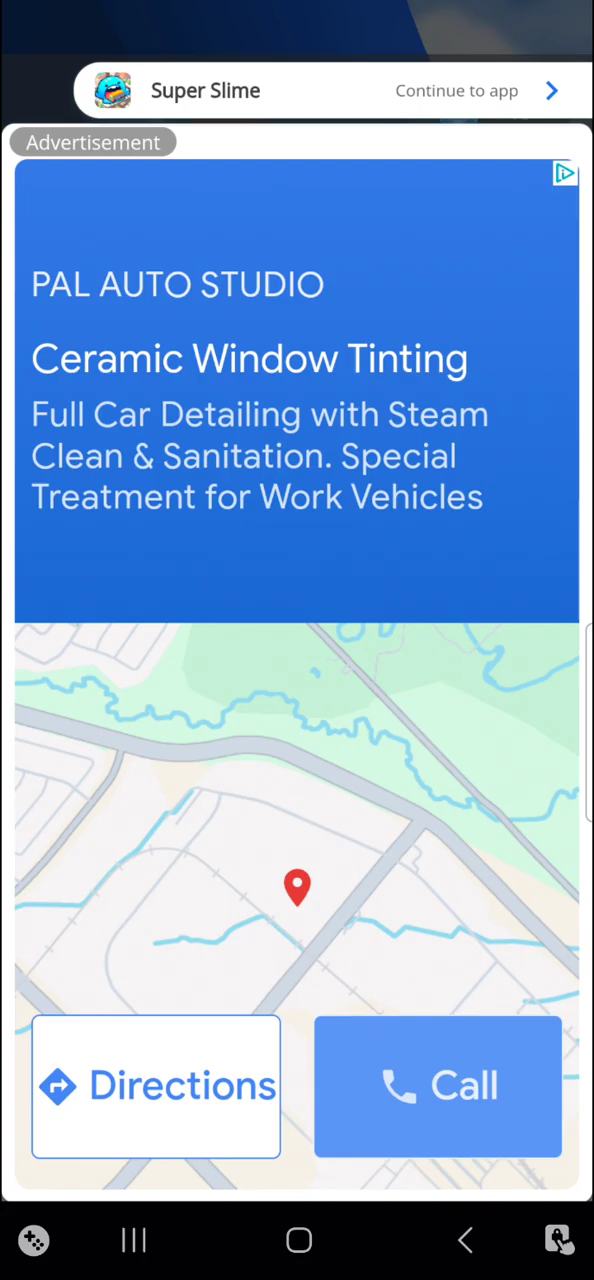 Super Slime
Continue to app
Advertisement
PAL AUTO STUDIO
Ceramic Window Tinting
Full Car Detailing with Steam
Clean & Sanitation. Special
Treatment for Work Vehicles
Directions
Call